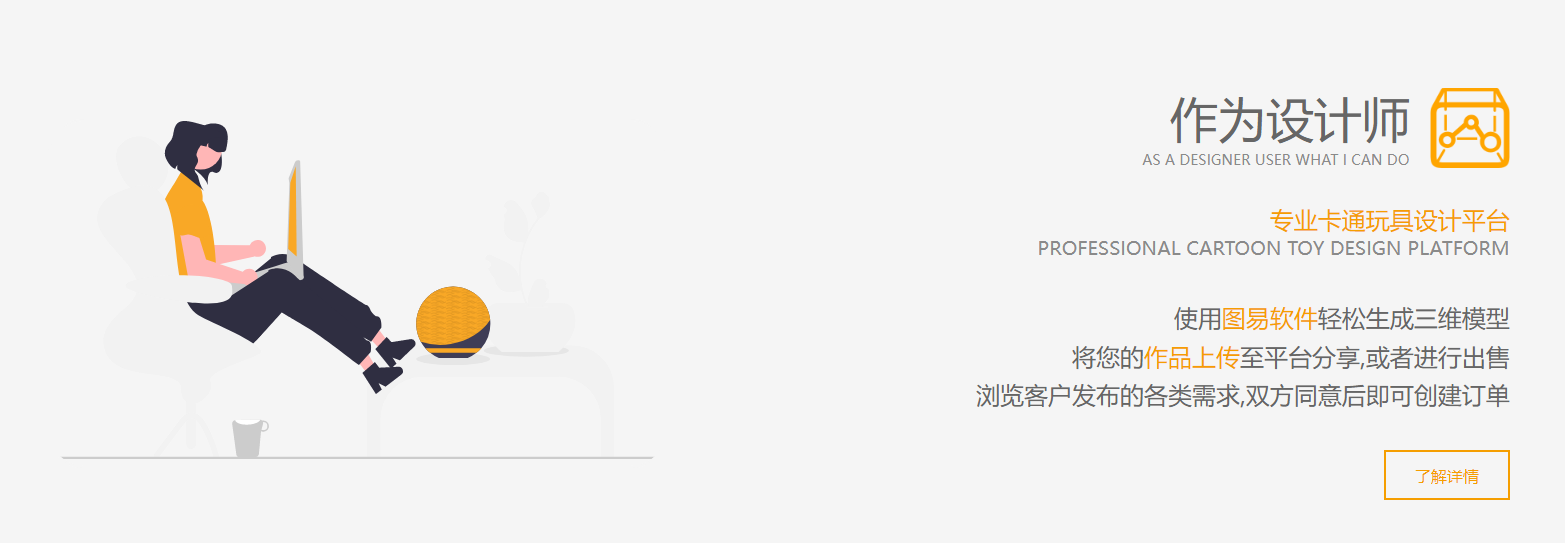 作为设计师
AS A DESIGNER USER WHAT I CAN DO
专业卡通玩具设计平台
PROFESSIONAL CARTOON TOY DESIGN PLATFORM
使用图易软件轻松生成三维模型
将您的作品上传至平台分享,或者进行出售
浏览客户发布的各类需求,双方同意后即可创建订单
了解详情